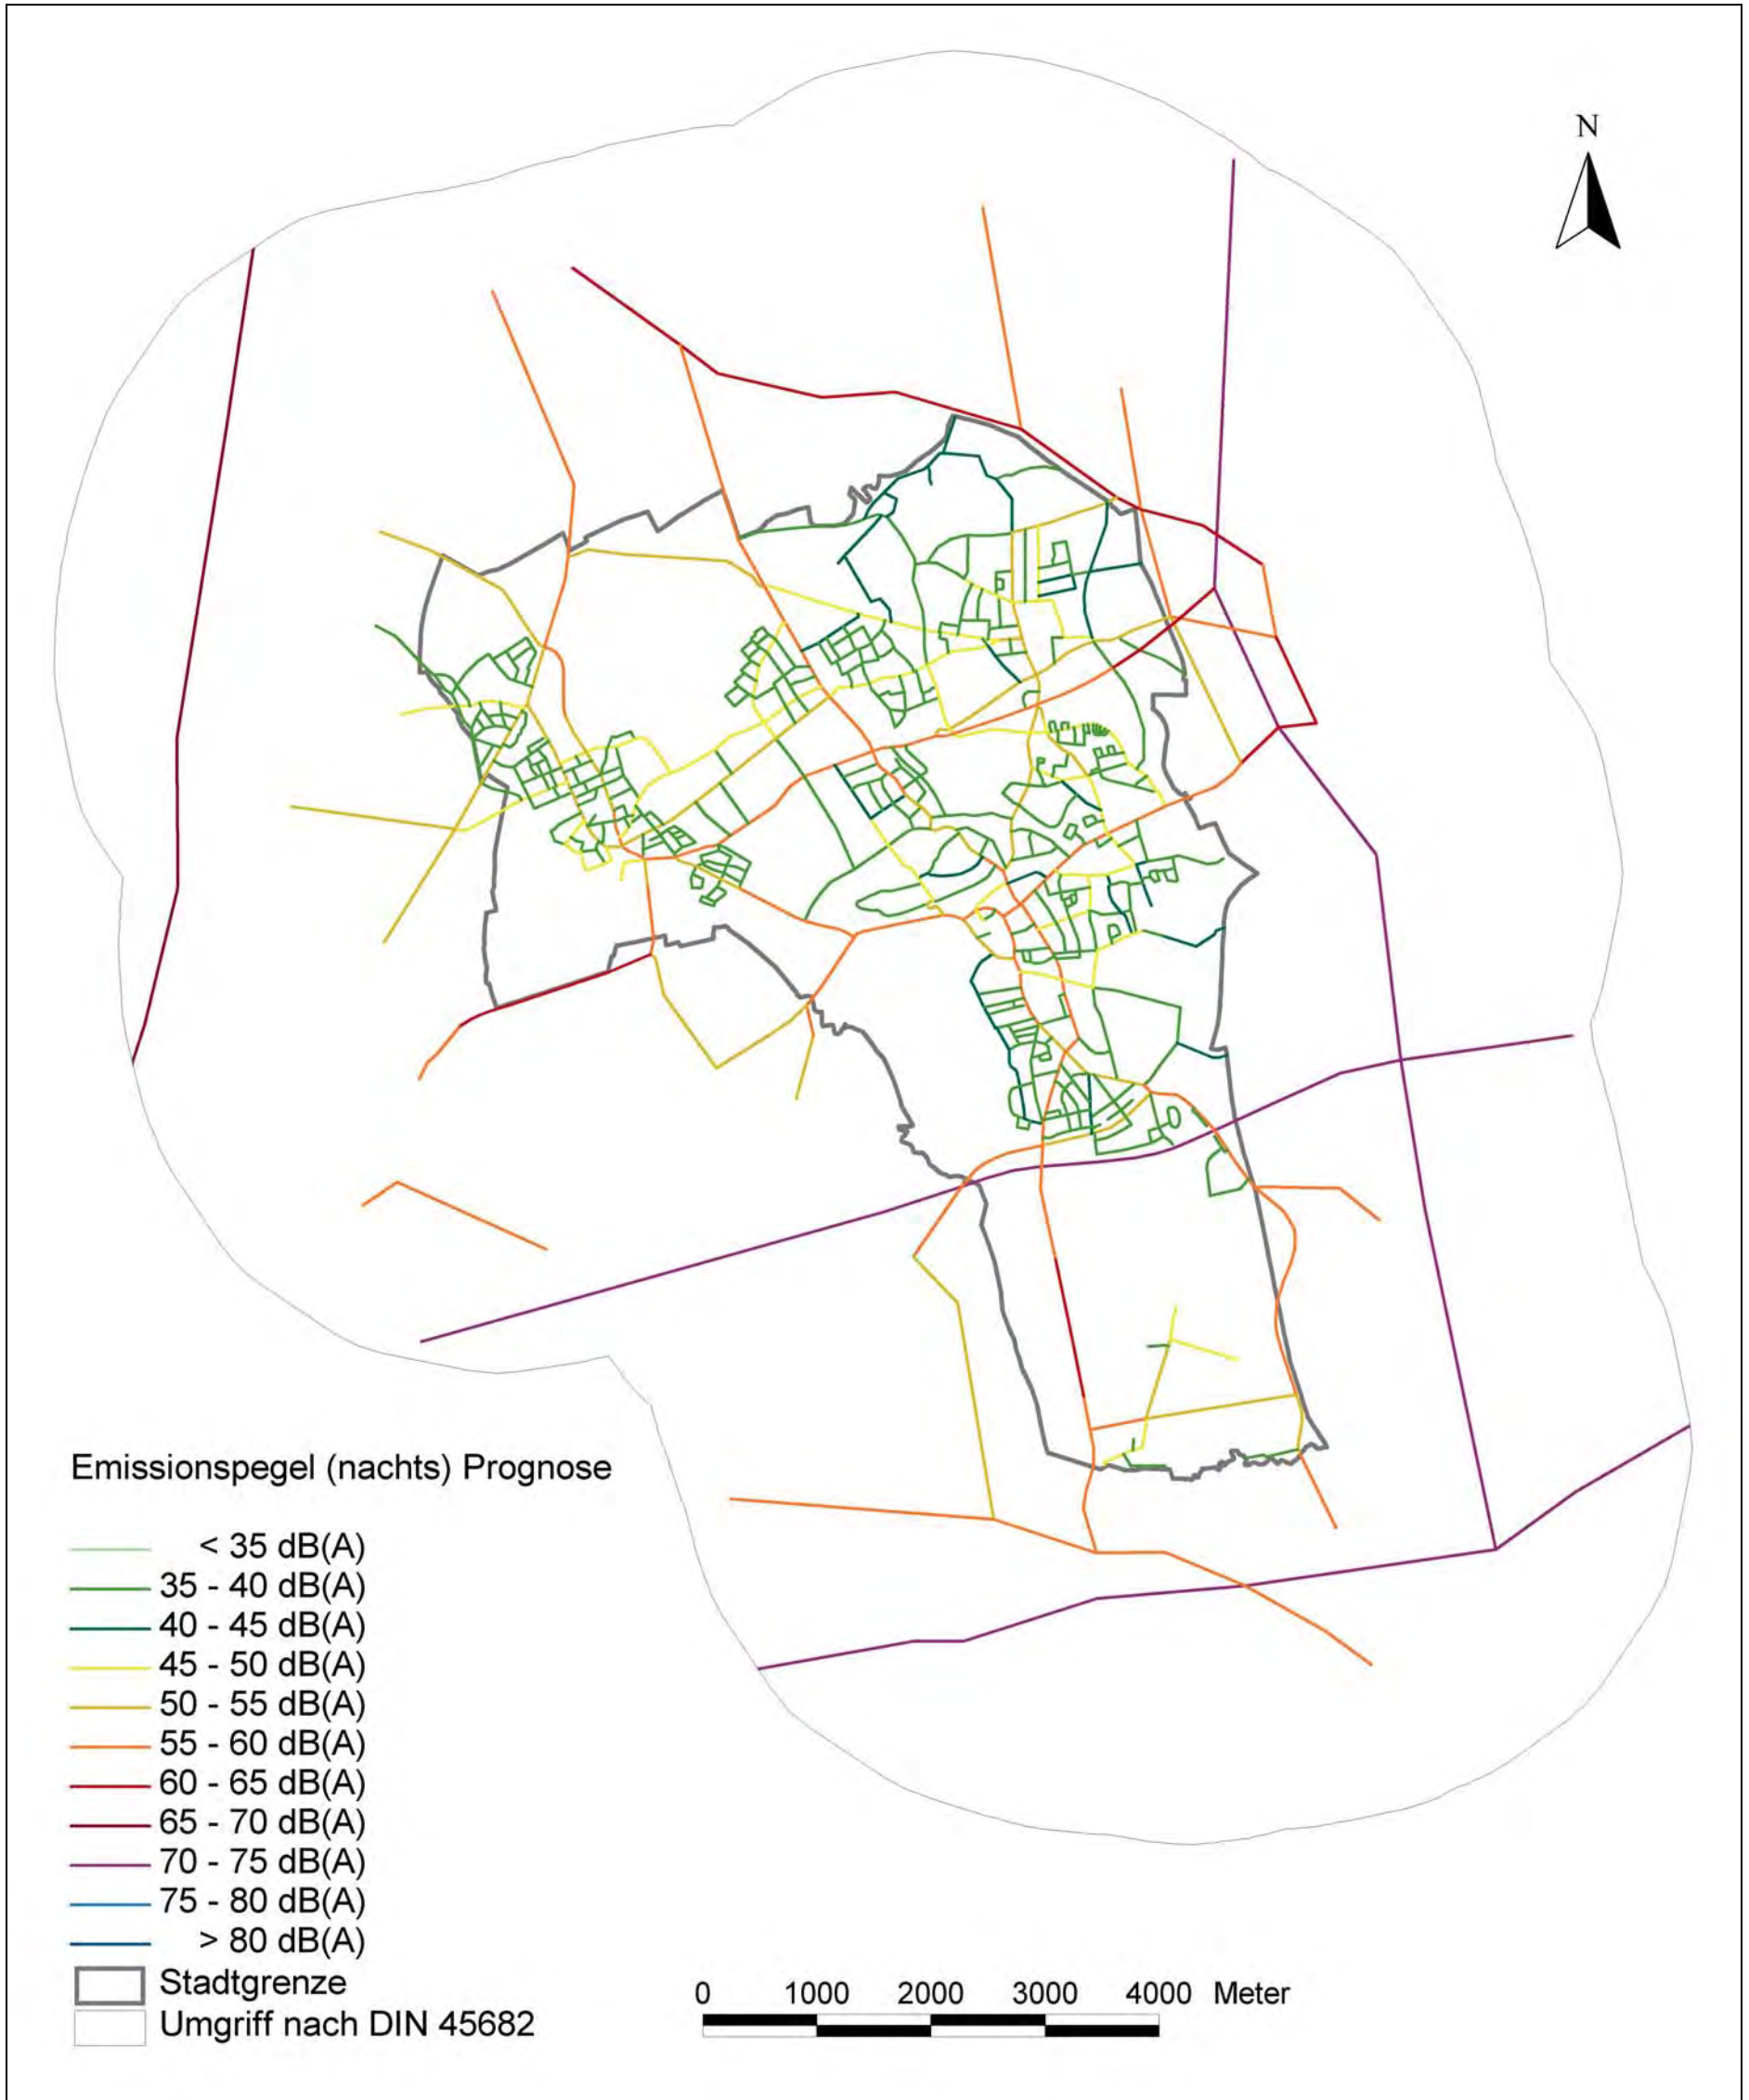 N
Emissionspegel (nachts) Prognose
< 35 dB(A)
35 - 40 dB(A)
40 - 45 dB(A)
45 - 50 dB(A)
50 - 55 dB(A)
55 - 60 dB(A)
60 - 65 dB(A)
65 - 70 dB(A)
70 - 75 dB(A)
75 - 80 dB(A)
> 80 dB(A)
Stadtgrenze
Umgriff nach DIN 45682
0 1000 2000 3000 4000 Meter